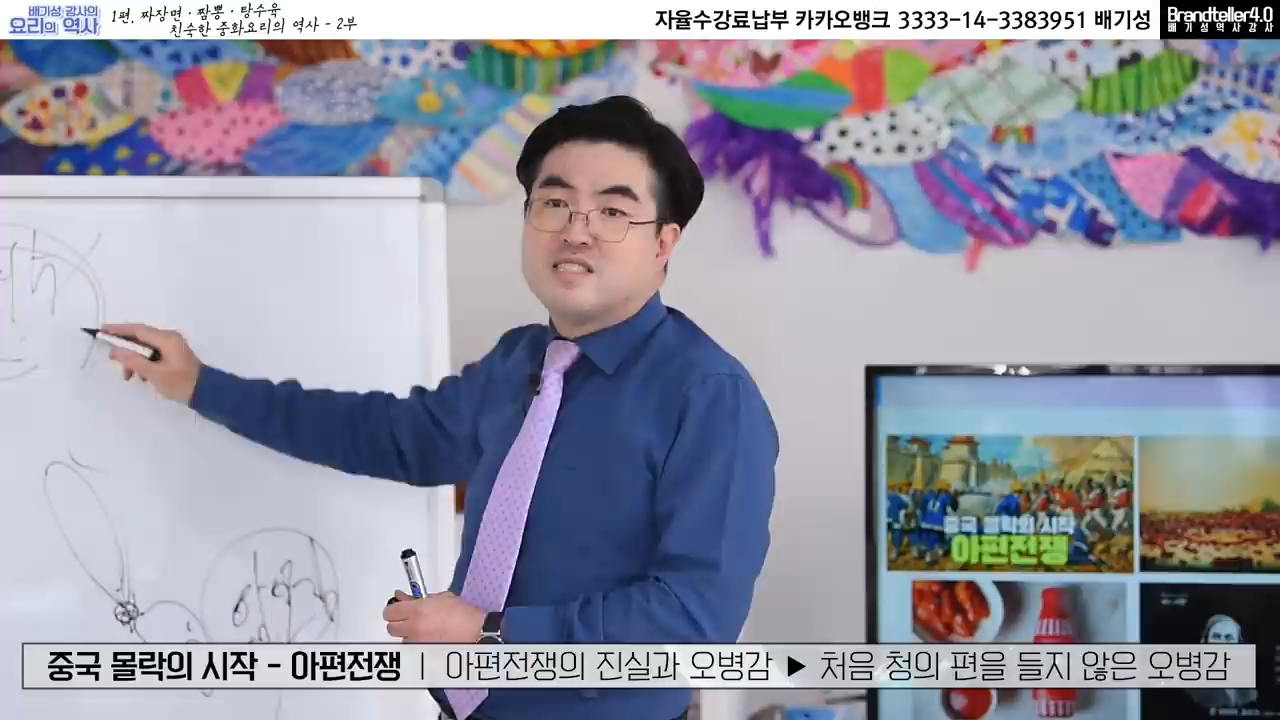 배기성 강사의
요리의 역사
1편. 짜장면·짬뽕·탕수육
친숙한 중화요리의 역사 - 2부
자율수강료납부 카카오뱅크 3333-14-3383951 배기성
Brandteller4.0
배기성역사강사
중국 몰락의 시작
아편전쟁
중국 몰락의 시작 - 아편전쟁 | 아편전쟁의 진실과 오병감 ▶ 처음 청의 편을 들지 않은 오병감